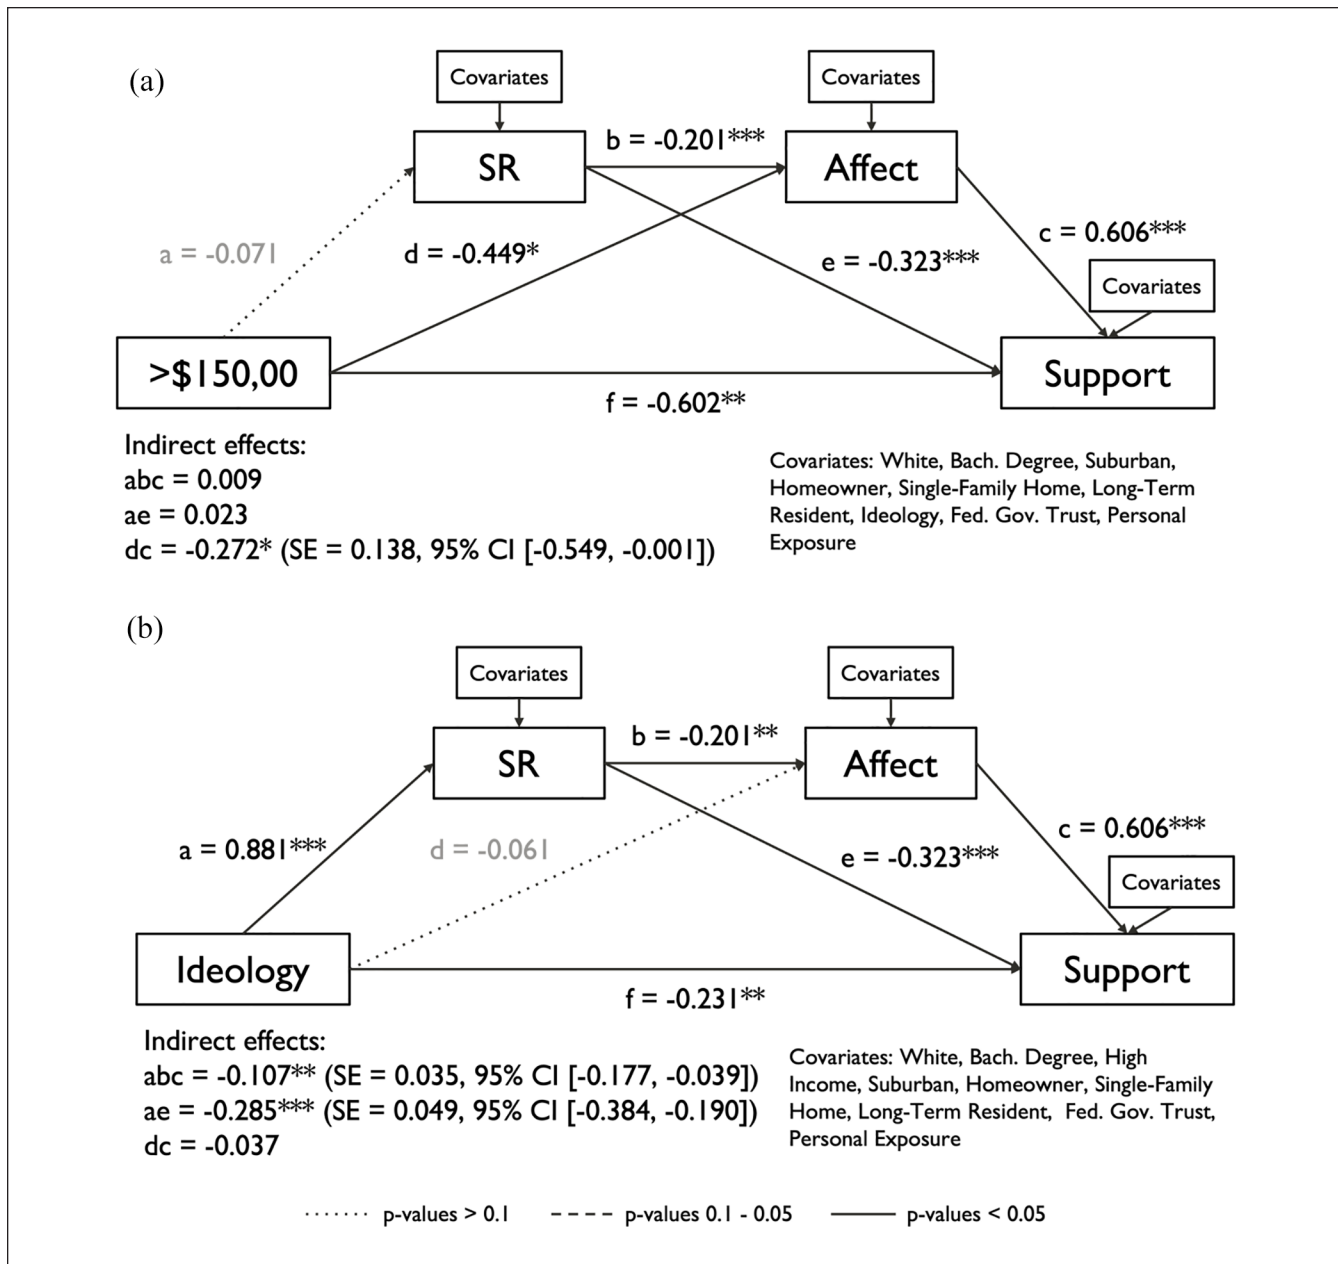 (a)
Covariates
Covariates
SR
b = -0.201***
Affect
a = -0.071
d = -0.449*
e = -0.323***
c = 0.606***
Covariates
>$150,00
f = -0.602**
Support
Indirect effects:
abc = 0.009
ae = 0.023
dc = -0.272* (SE = 0.138, 95% CI [-0.549, -0.001])
Covariates: White, Bach. Degree, Suburban,
Homeowner, Single-Family Home, Long-Term
Resident, Ideology, Fed. Gov. Trust, Personal
Exposure
(b)
Covariates
Covariates
SR
b = -0.201**
Affect
a = 0.881***
d = -0.061
e = -0.323***
c = 0.606***
Covariates
Ideology
f = -0.231**
Support
Indirect effects:
abc = -0.107** (SE = 0.035, 95% CI [-0.177, -0.039])
ae = -0.285*** (SE = 0.049, 95% CI [-0.384, -0.190])
dc = -0.037
Covariates: White, Bach. Degree, High
Income, Suburban, Homeowner, Single-Family
Home, Long-Term Resident, Fed. Gov. Trust,
Personal Exposure
p-values > 0.1
p-values 0.1 - 0.05
p-values < 0.05